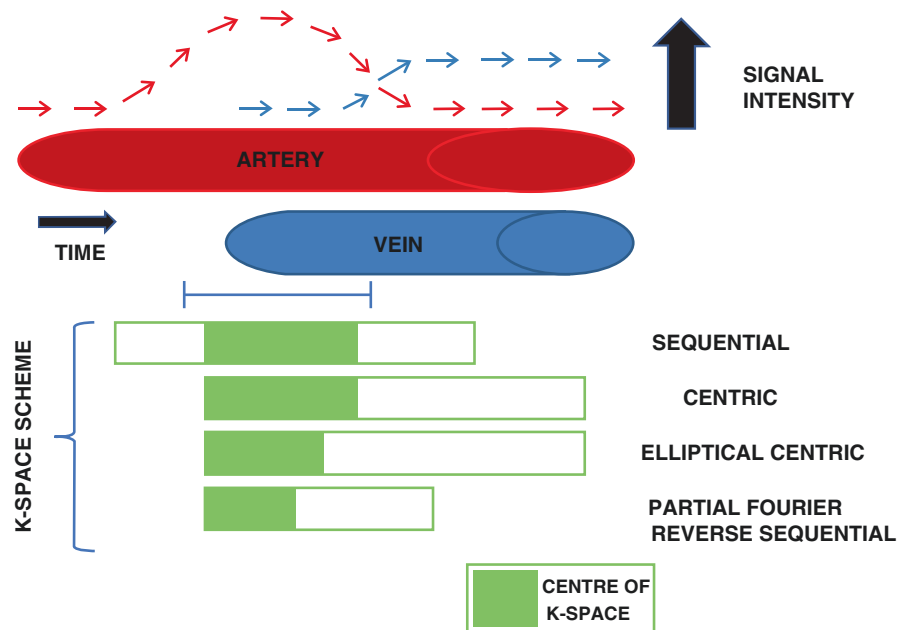 SIGNAL
INTENSITY
ARTERY
TIME
VEIN
K-SPACE SCHEME
SEQUENTIAL
CENTRIC
ELLIPTICAL CENTRIC
PARTIAL FOURIER
REVERSE SEQUENTIAL
CENTRE OF
K-SPACE